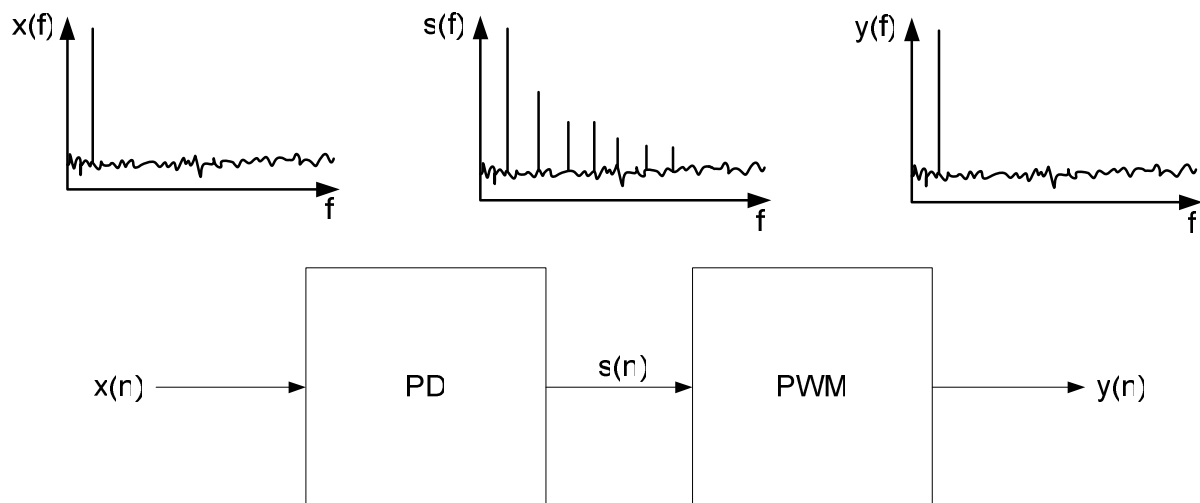 x(f)
f
s(f)
f
y(f)
f
x(n)
PD
s(n)
PWM
y(n)